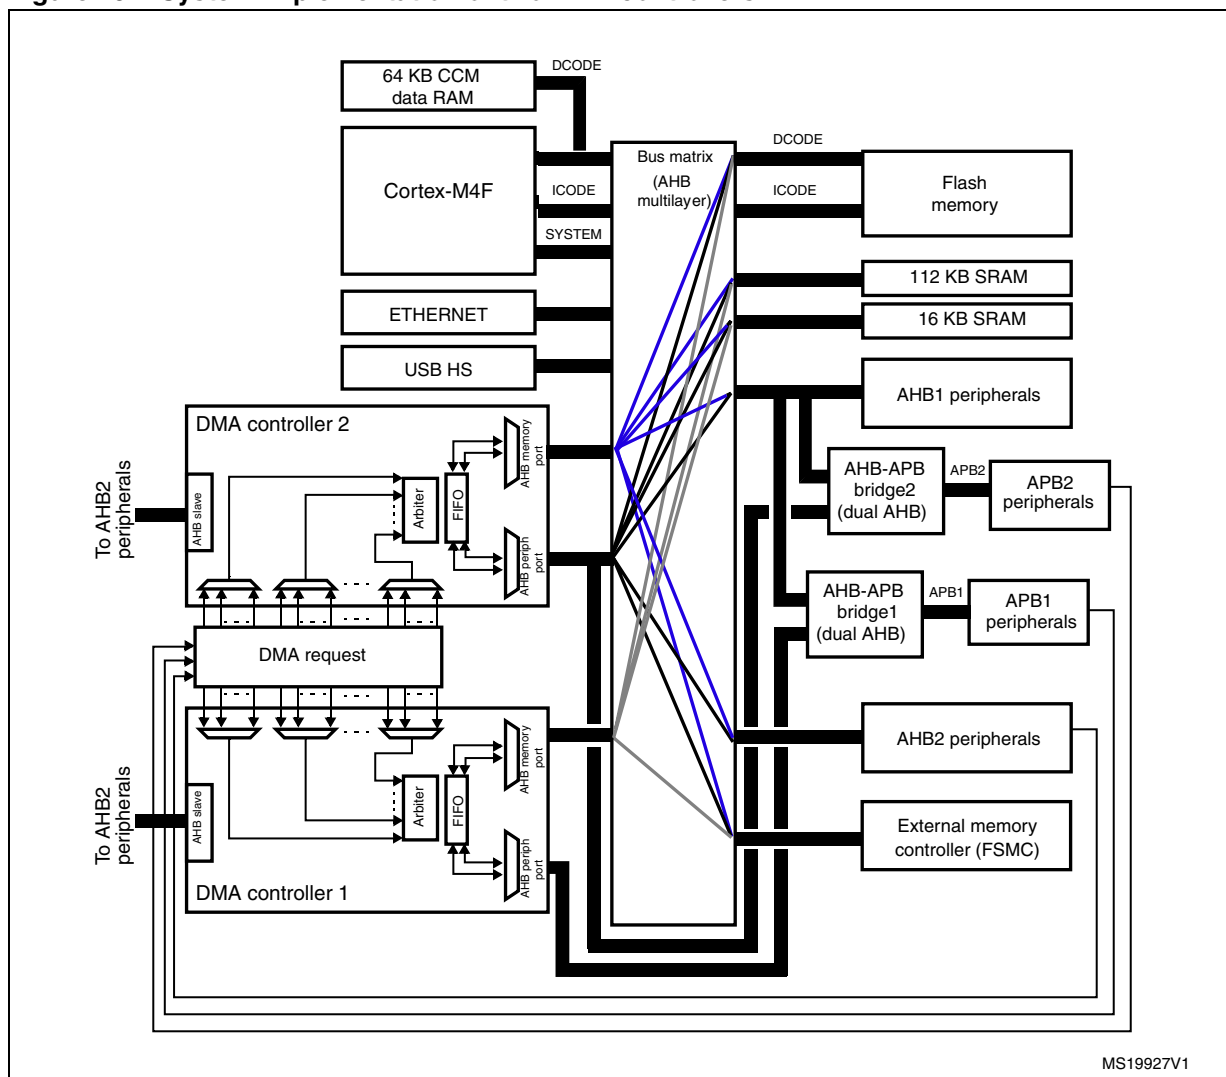 64 KB CCM
data RAM
DCODE
Cortex-M4F
ICODE
SYSTEM
ETHERNET
USB HS
Bus matrix
(AHB
multilayer)
DCODE
ICODE
Flash
memory
112 KB SRAM
16 KB SRAM
AHB1 peripherals
AHB-APB
bridge2
(dual AHB)
APB2
APB2
peripherals
AHB-APB
bridge1
(dual AHB)
APB1
APB1
peripherals
AHB2 peripherals
External memory
controller (FSMC)
DMA controller 2
To AHB2
peripherals
AHB slave
Arbiter
FIFO
AHB memory
port
AHB periph
port
DMA request
To AHB2
peripherals
AHB slave
Arbiter
FIFO
AHB memory
port
AHB periph
port
DMA controller 1
MS19927V1